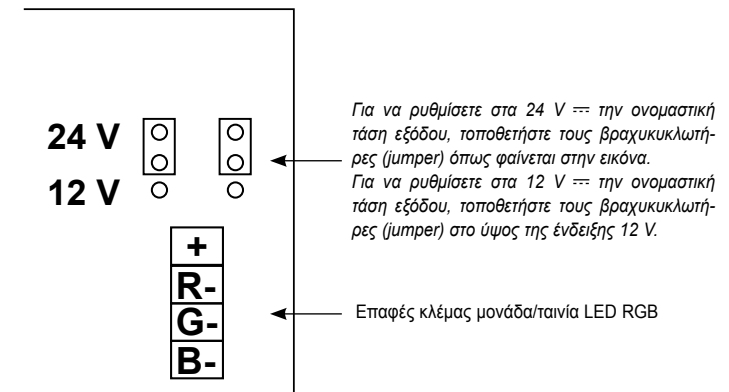 24 V
12 V
Για να ρυθμίσετε στα 24 V ⎓ την ονομαστική
τάση εξόδου, τοποθετήστε τους βραχυκυκλωτή-
ρες (jumper) όπως φαίνεται στην εικόνα.
Για να ρυθμίσετε στα 12 V ⎓ την ονομαστική
τάση εξόδου, τοποθετήστε τους βραχυκυκλωτή-
ρες (jumper) στο ύψος της ένδειξης 12 V.
+
R-
G-
B-
Επαφές κλέμας μονάδα/ταινία LED RGB